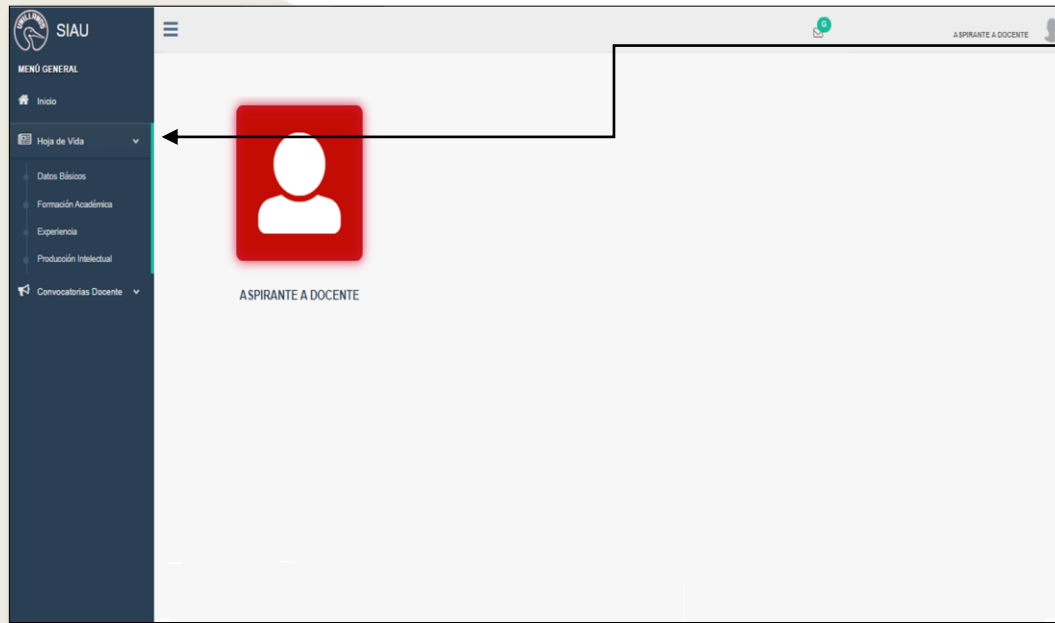 UNILLANOS
SIAU
G
ASPIRANTE A DOCENTE
MENÚ GENERAL
Inicio
Hoja de Vida
Datos Básicos
Formación Académica
Experiencia
Producción Intelectual
Convocatorias Docente
ASPIRANTE A DOCENTE